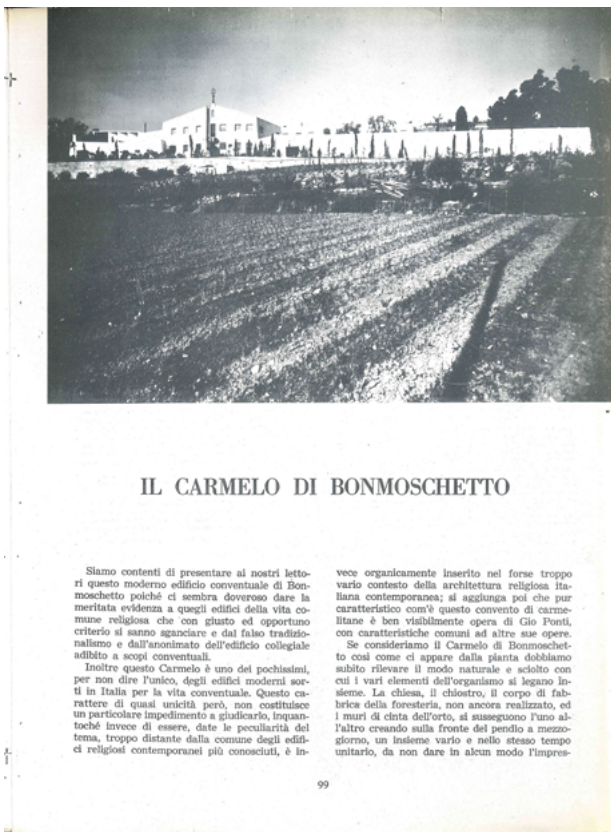 IL CARMELO DI BONMOSCHETTO
Siamo contenti di presentare ai nostri letto-
ri questo moderno edificio conventuale di Bon-
moschetto poiché ci sembra doveroso dare la
meritata evidenza a quegli edifici della vita co-
mune religiosa che con giusto ed opportuno
criterio si sanno sganciare e dal falso tradizio-
nalismo e dall'anonimato dell'edificio collegiale
adibito a scopi conventuali.
Inoltre questo Carmelo è uno dei pochissimi,
per non dire l'unico, degli edifici moderni sor-
ti in Italia per la vita conventuale. Questo ca-
rattere di quasi unicità però, non costituisce
un particolare impedimento a giudicarlo, inquan-
toché invece di essere, date le peculiarità del
tema, troppo distante dalla comune degli edifi-
ci religiosi contemporanei più conosciuti, è in-
vece organicamente inserito nel forse troppo
vario contesto della architettura religiosa ita-
liana contemporanea; si aggiunga poi che pur
caratteristico com'è questo convento di carme-
litane è ben visibilmente opera di Gio Ponti,
con caratteristiche comuni ad altre sue opere.
Se consideriamo il Carmelo di Bonmoschet-
to così come ci appare dalla pianta dobbiamo
subito rilevare il modo naturale e sciolto con
cui i vari elementi dell'organismo si legano in-
sieme. La chiesa, il chiostro, il corpo di fab-
brica della foresteria, non ancora realizzato, ed
i muri di cinta dell'orto, si susseguono l'uno al-
l'altro creando sulla fronte del pendio a mezzo-
giorno, un insieme vario e nello stesso tempo
unitario, da non dare in alcun modo l'impres-
99